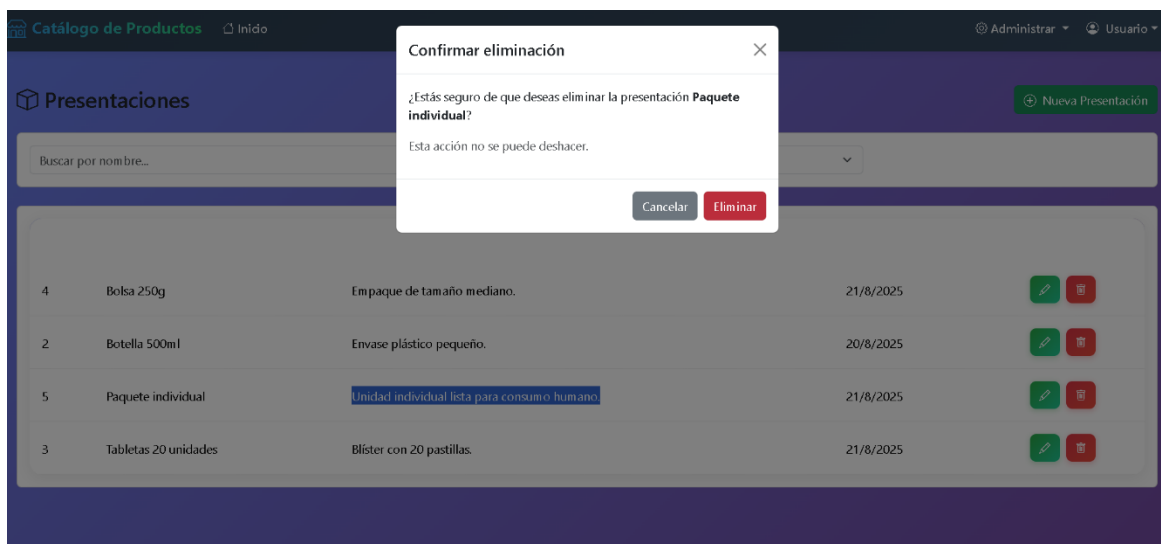 Catálogo de Productos Inicio Administrar Usuario
Confirmar eliminación
¿Estás seguro de que deseas eliminar la presentación Paquete
individual?
Esta acción no se puede deshacer.
Cancelar Eliminar
Presentaciones Nueva Presentación
Buscar por nombre...
4 Bolsa 250g Empaque de tamaño mediano. 21/8/2025
2 Botella 500ml Envase plástico pequeño. 20/8/2025
5 Paquete individual Unidad individual lista para consumo humano. 21/8/2025
3 Tabletas 20 unidades Blíster con 20 pastillas. 21/8/2025